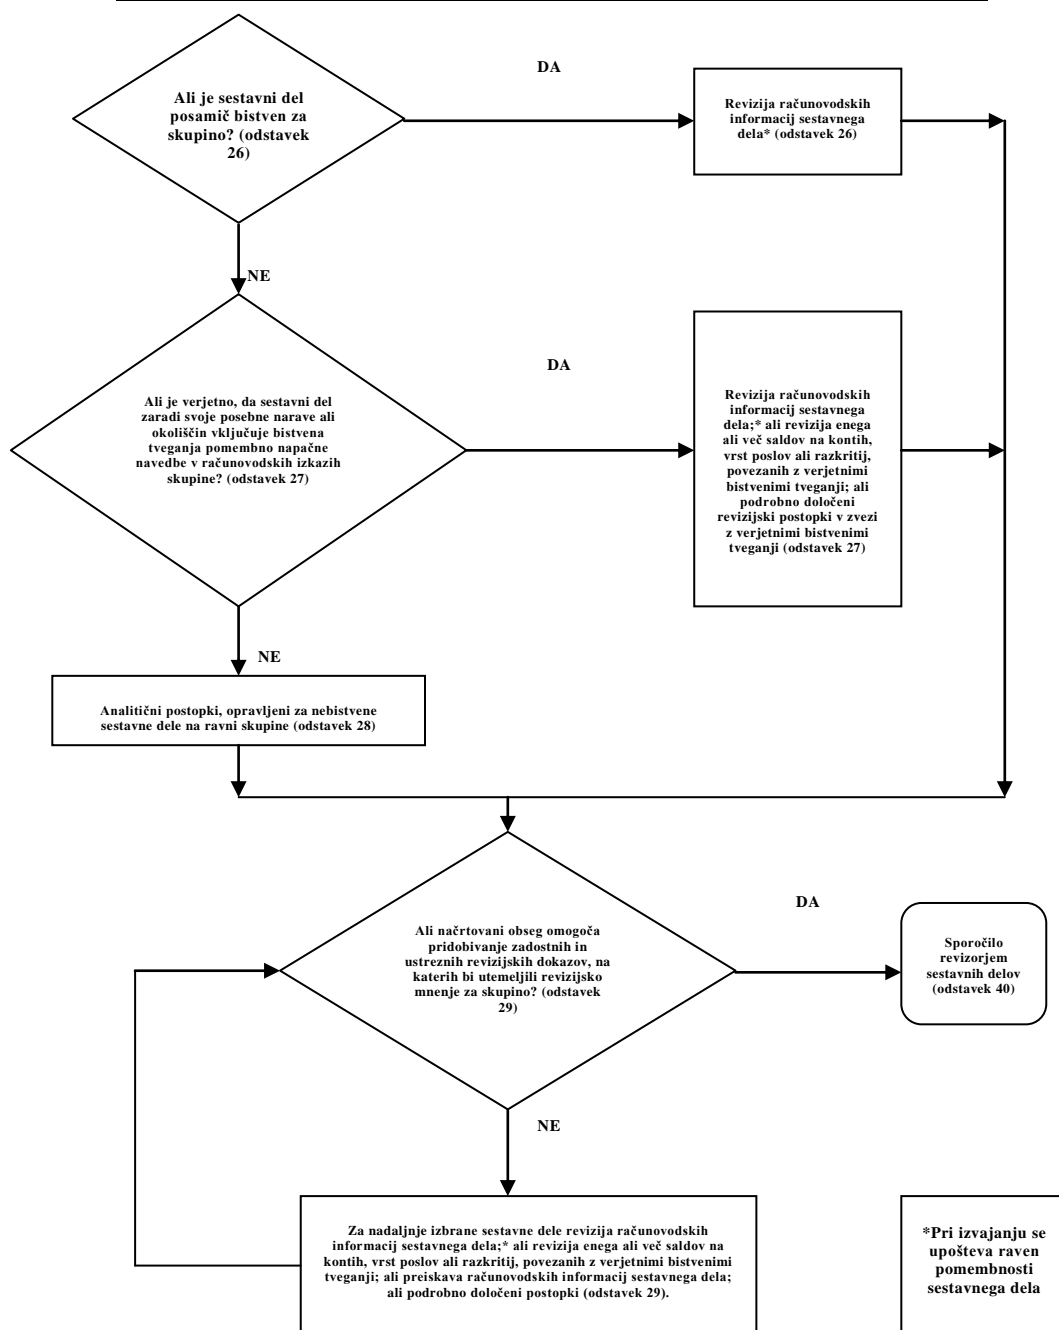 DA
Ali je sestavni del
posamič bistven za
skupino? (odstavek
26)
Revizija računovodskih
informacij sestavnega
dela* (odstavek 26)
NE
DA
Ali je verjetno, da sestavni del
zaradi svoje posebne narave ali
okoliščin vključuje bistvena
tveganja pomembno napačne
navedbe v računovodskih izkazih
skupine? (odstavek 27)
Revizija računovodskih
informacij sestavnega
dela;* ali revizija enega
ali več saldov na kontih,
vrst poslov ali razkritij,
povezanih z verjetnimi
bistvenimi tveganji; ali
podrobno določeni
revizijski postopki v zvezi
z verjetnimi bistvenimi
tveganji (odstavek 27)
NE
Analitični postopki, opravljeni za nebistvene
sestavne dele na ravni skupine (odstavek 28)
DA
Ali načrtovani obseg omogoča
pridobivanje zadostnih in
ustreznih revizijskih dokazov, na
katerih bi utemeljili revizijsko
mnenje za skupino? (odstavek
29)
Sporočilo
revizorjem
sestavnih delov
(odstavek 40)
NE
Za nadaljnje izbrane sestavne dele revizija računovodskih
informacij sestavnega dela;* ali revizija enega ali več saldov na
kontih, vrst poslov ali razkritij, povezanih z verjetnimi bistvenimi
tveganji; ali preiskava računovodskih informacij sestavnega dela;
ali podrobno določeni postopki (odstavek 29).
*Pri izvajanju se
upošteva raven
pomembnosti
sestavnega dela